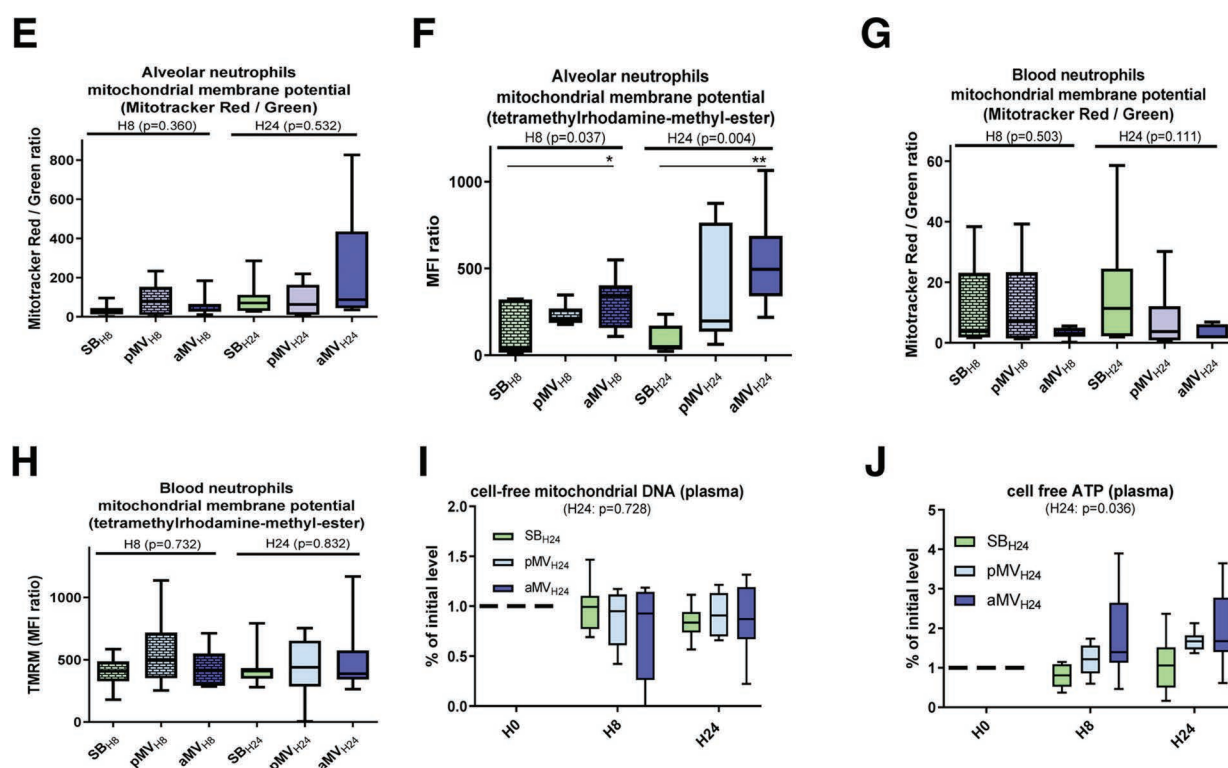 E
Alveolar neutrophils
mitochondrial membrane potential
(Mitotracker Red / Green)
H8 (p=0.360) H24 (p=0.532)
Mitotracker Red / Green ratio
800
600
400
200
0
SBH8 pMVH8 aMVH8 SBH24 pMVH24 aMVH24
F
Alveolar neutrophils
mitochondrial membrane potential
(tetramethylrhodamine-methyl-ester)
H8 (p=0.037) H24 (p=0.004)
* **
MFI ratio
1000
500
0
SBH8 pMVH8 aMVH8 SBH24 pMVH24 aMVH24
G
Blood neutrophils
mitochondrial membrane potential
(Mitotracker Red / Green)
H8 (p=0.503) H24 (p=0.111)
Mitotracker Red / Green ratio
60
40
20
0
SBH8 pMVH8 aMVH8 SBH24 pMVH24 aMVH24
H
Blood neutrophils
mitochondrial membrane potential
(tetramethylrhodamine-methyl-ester)
H8 (p=0.732) H24 (p=0.832)
TMRM (MFI ratio)
1000
500
0
SBH8 pMVH8 aMVH8 SBH24 pMVH24 aMVH24
I
cell-free mitochondrial DNA (plasma)
(H24: p=0.728)
% of initial level
2.0
1.5
1.0
0.5
0.0
SBH24
pMVH24
aMVH24
H0 H8 H24
J
cell free ATP (plasma)
(H24: p=0.036)
% of initial level
5
4
3
2
1
0
SBH24
pMVH24
aMVH24
H0 H8 H24